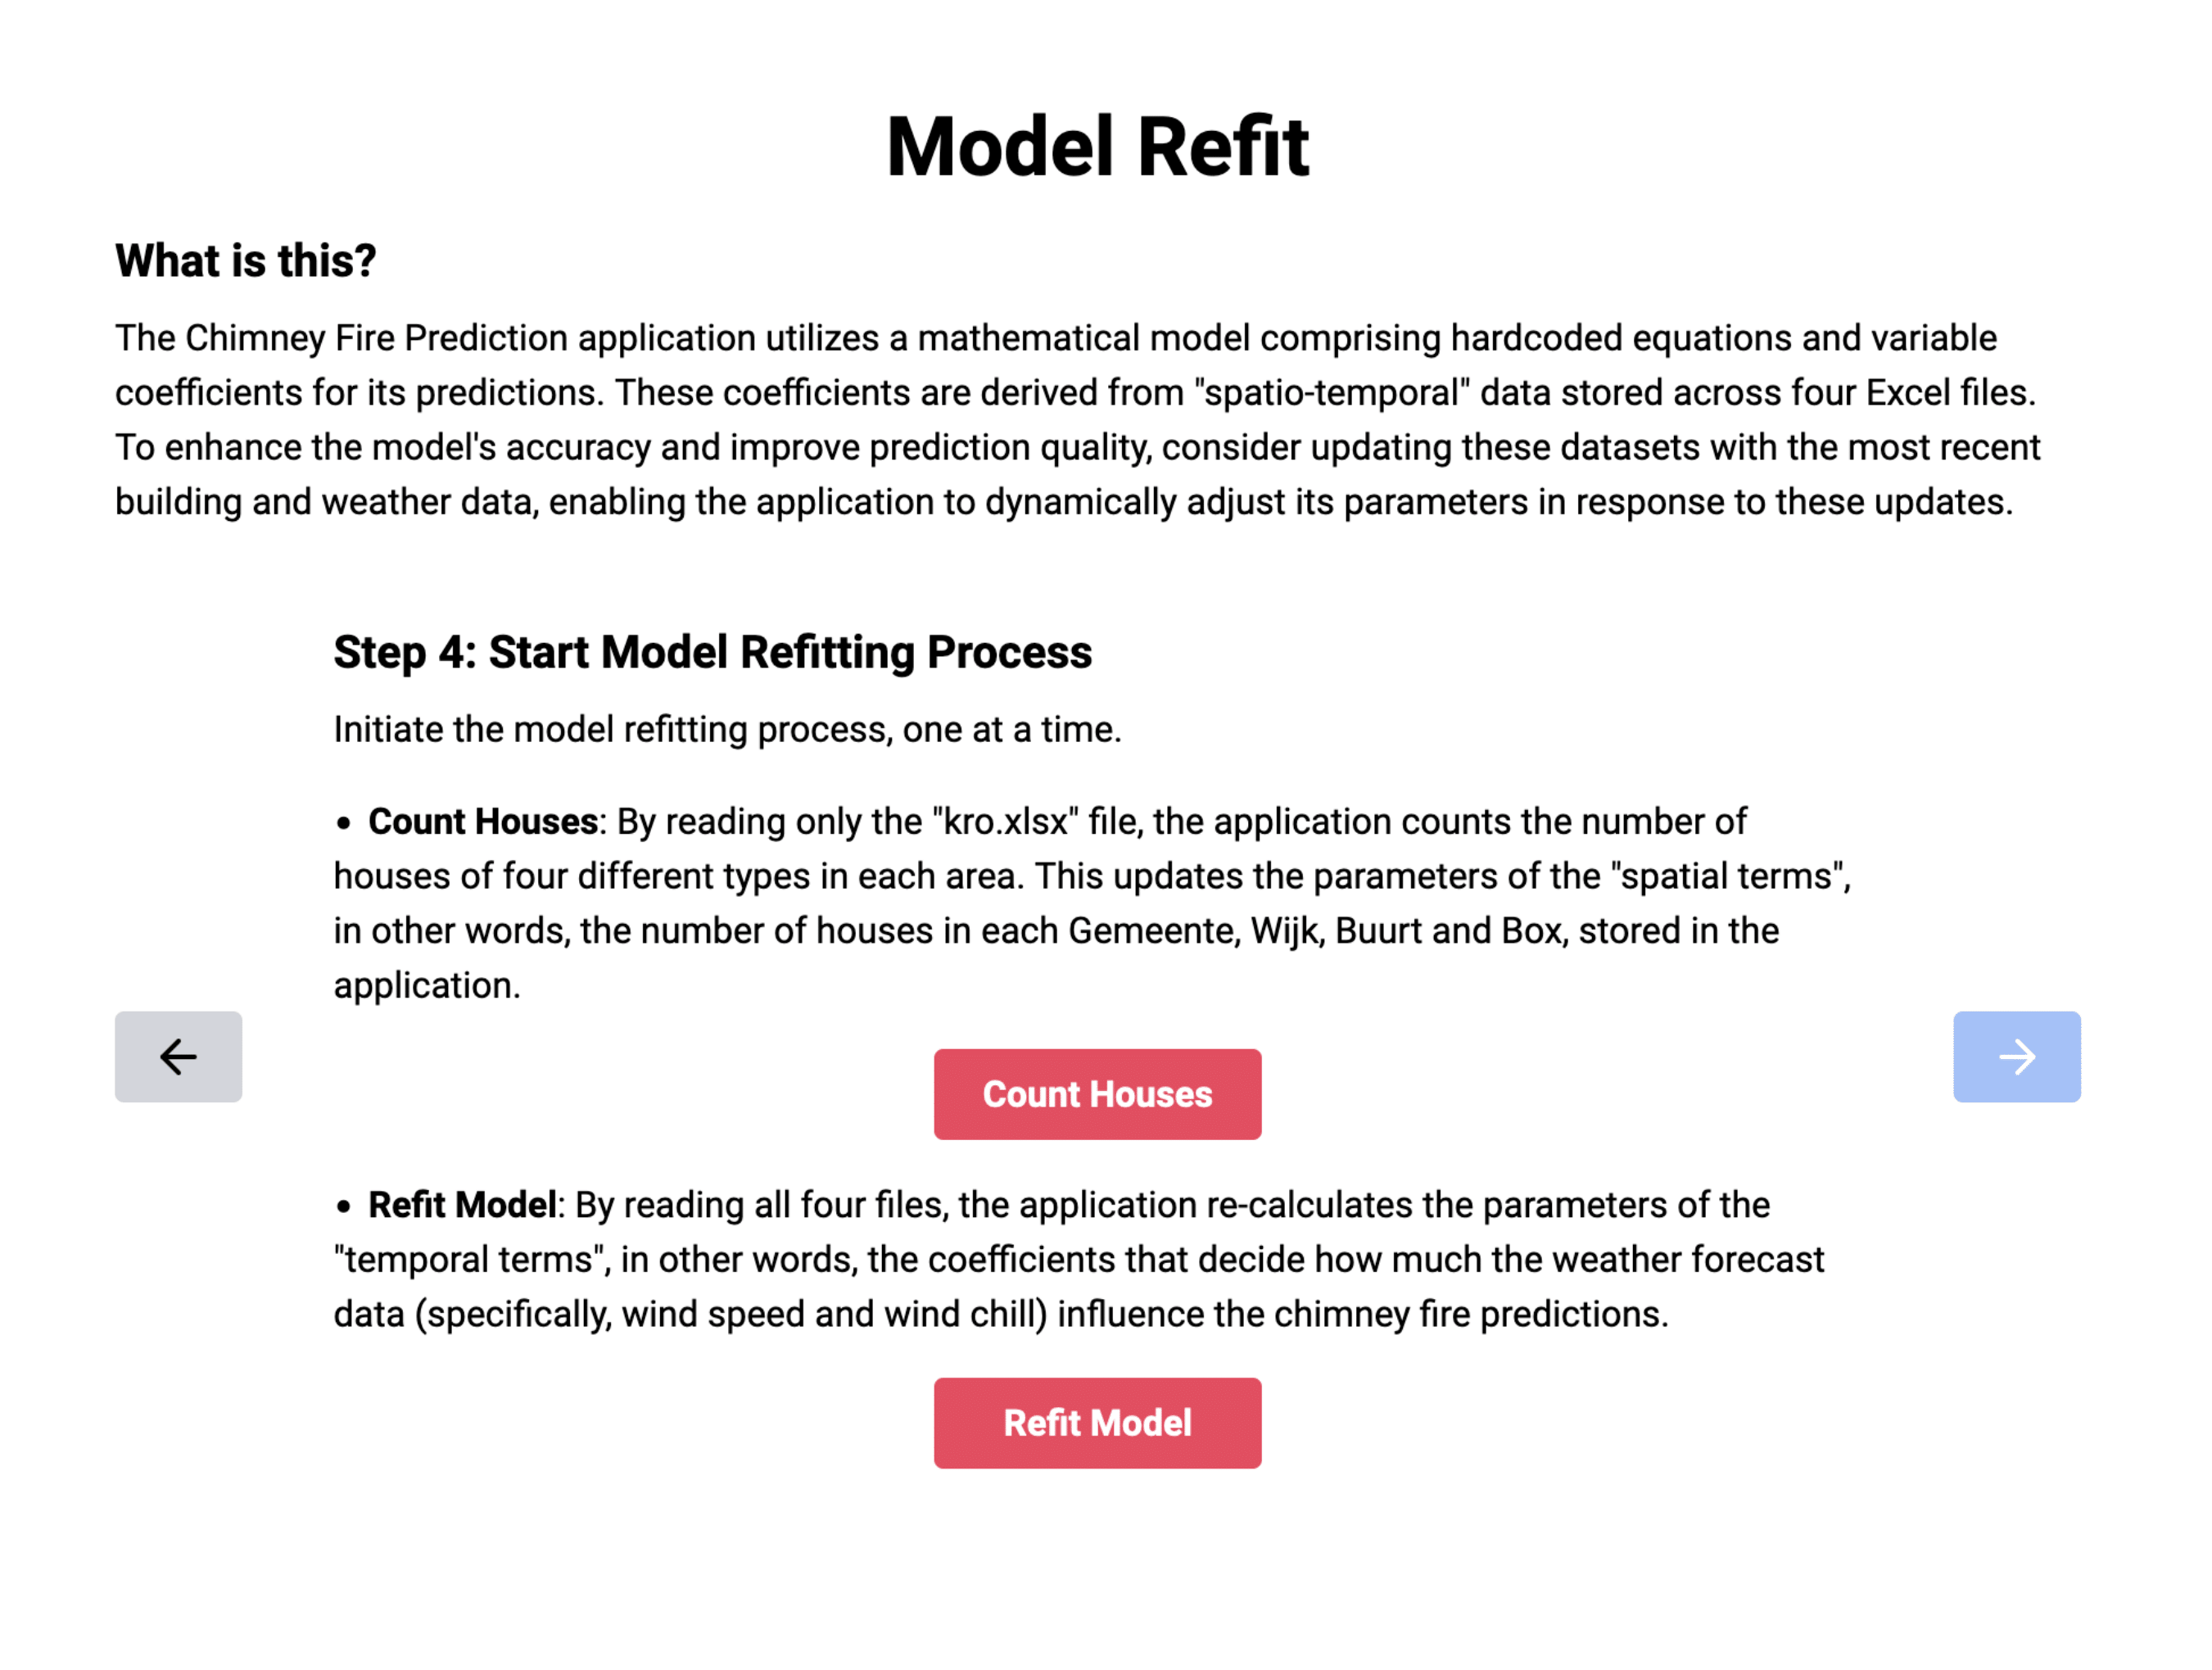 Model Refit
What is this?
The Chimney Fire Prediction application utilizes a mathematical model comprising hardcoded equations and variable
coefficients for its predictions. These coefficients are derived from "spatio-temporal" data stored across four Excel files.
To enhance the model's accuracy and improve prediction quality, consider updating these datasets with the most recent
building and weather data, enabling the application to dynamically adjust its parameters in response to these updates.
Step 4: Start Model Refitting Process
Initiate the model refitting process, one at a time.
• Count Houses: By reading only the "kro.xlsx" file, the application counts the number of
houses of four different types in each area. This updates the parameters of the "spatial terms",
in other words, the number of houses in each Gemeente, Wijk, Buurt and Box, stored in the
application.
Count Houses
• Refit Model: By reading all four files, the application re-calculates the parameters of the
"temporal terms", in other words, the coefficients that decide how much the weather forecast
data (specifically, wind speed and wind chill) influence the chimney fire predictions.
Refit Model